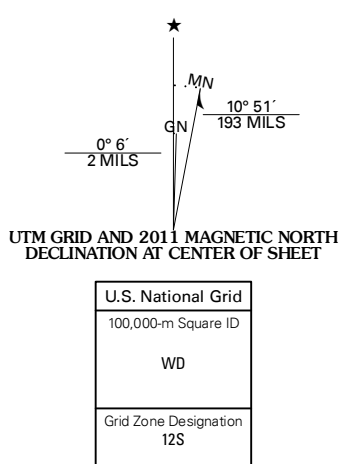 ★
MN
GN
10° 51´
193 MILS
0° 6´
2 MILS
UTM GRID AND 2011 MAGNETIC NORTH
DECLINATION AT CENTER OF SHEET
U.S. National Grid
100,000-m Square ID
WD
Grid Zone Designation
12S